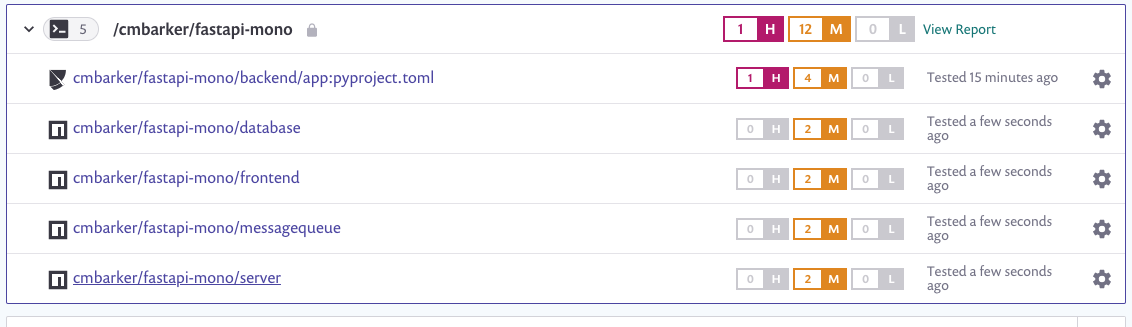 5 /cmbarker/fastapi-mono 1 H 12 M 0 L View Report
cmbarker/fastapi-mono/backend/app:pyproject.toml 1 H 4 M 0 L Tested 15 minutes ago
cmbarker/fastapi-mono/database 0 H 2 M 0 L Tested a few seconds
ago
cmbarker/fastapi-mono/frontend 0 H 2 M 0 L Tested a few seconds
ago
cmbarker/fastapi-mono/messagequeue 0 H 2 M 0 L Tested a few seconds
ago
cmbarker/fastapi-mono/server 0 H 2 M 0 L Tested a few seconds
ago